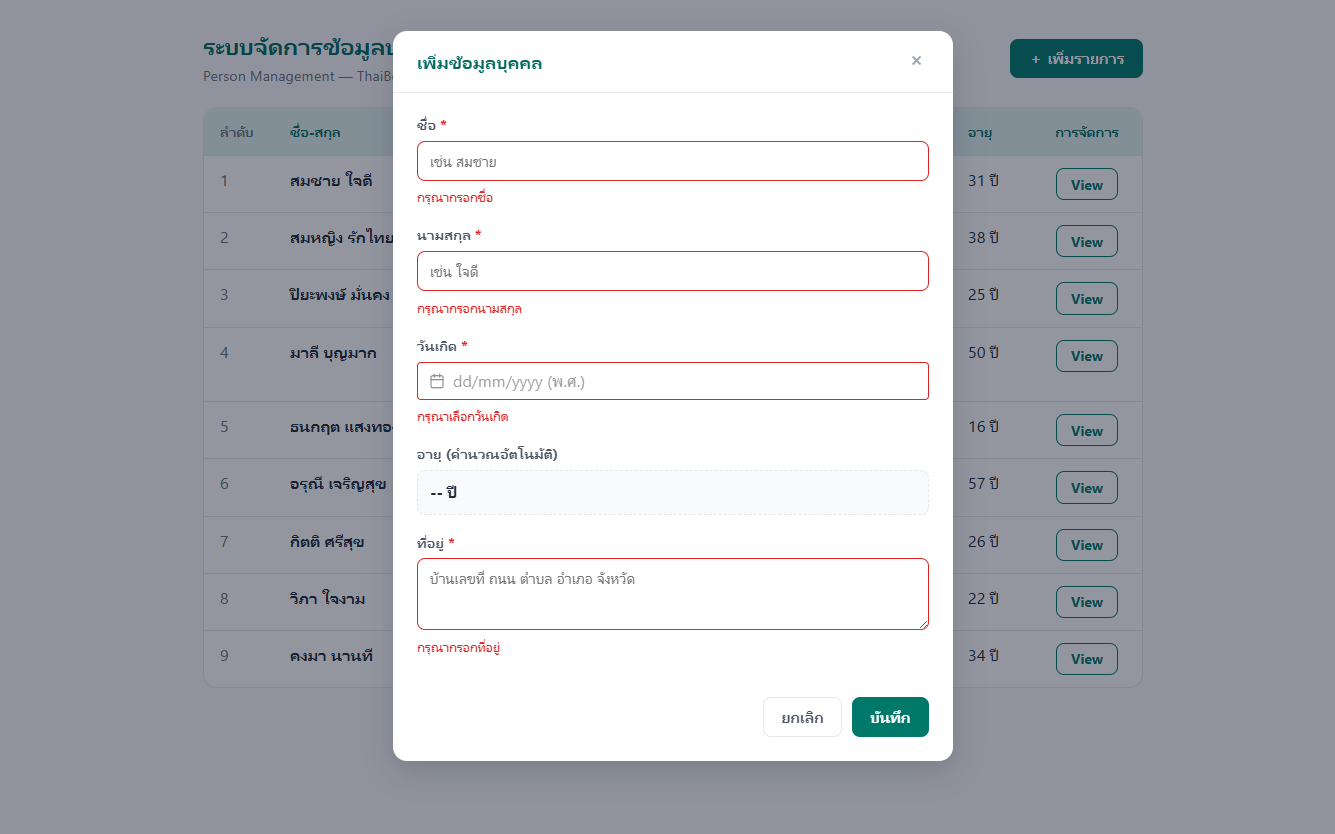 ระบบจัดการข้อมูล
Person Management — Thai
+ เพิ่มรายการ
ลำดับ ชื่อ-สกุล อายุ การจัดการ
1 สมชาย ใจดี 31 ปี View
2 สมหญิง รักไทย 38 ปี View
3 ปิยะพงษ์ มั่นคง 25 ปี View
4 มาลี บุญมาก 50 ปี View
5 ธนกฤต แสงทอ 16 ปี View
6 อรุณี เจริญสุข 57 ปี View
7 กิตติ ศรีสุข 26 ปี View
8 วิภา ใจงาม 22 ปี View
9 คงมา นานที 34 ปี View
เพิ่มข้อมูลบุคคล ×
ชื่อ *
เช่น สมชาย
กรุณากรอกชื่อ
นามสกุล *
เช่น ใจดี
กรุณากรอกนามสกุล
วันเกิด *
dd/mm/yyyy (พ.ศ.)
กรุณาเลือกวันเกิด
อายุ (คำนวณอัตโนมัติ)
-- ปี
ที่อยู่ *
บ้านเลขที่ ถนน ตำบล อำเภอ จังหวัด
กรุณากรอกที่อยู่
ยกเลิก บันทึก